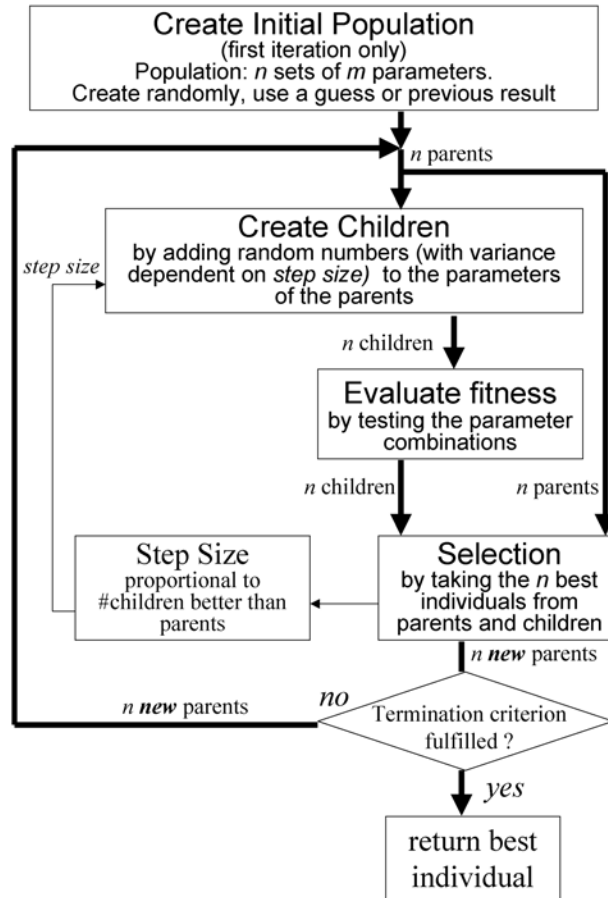 Create Initial Population
(first iteration only)
Population: n sets of m parameters.
Create randomly, use a guess or previous result
n parents
Create Children
by adding random numbers (with variance
dependent on step size) to the parameters
of the parents
step size
n children
Evaluate fitness
by testing the parameter
combinations
n children
n parents
Step Size
proportional to
#children better than
parents
Selection
by taking the n best
individuals from
parents and children
n new parents
n new parents
no
Termination criterion
fulfilled ?
yes
return best
individual